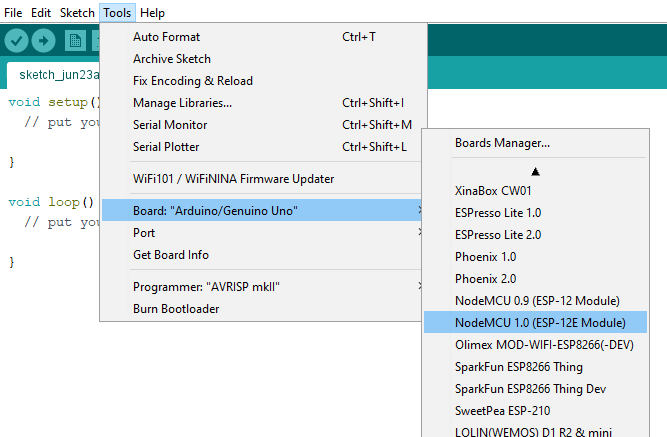 File Edit Sketch Tools Help
sketch_jun23a
void setup()
// put you
}
void loop()
// put you
}
Auto Format Ctrl+T
Archive Sketch
Fix Encoding & Reload
Manage Libraries... Ctrl+Shift+I
Serial Monitor Ctrl+Shift+M
Serial Plotter Ctrl+Shift+L
WiFi101 / WiFiNINA Firmware Updater
Board: "Arduino/Genuino Uno"
Port
Get Board Info
Programmer: "AVRISP mkII"
Burn Bootloader
Boards Manager...
XinaBox CW01
ESPresso Lite 1.0
ESPresso Lite 2.0
Phoenix 1.0
Phoenix 2.0
NodeMCU 0.9 (ESP-12 Module)
NodeMCU 1.0 (ESP-12E Module)
Olimex MOD-WIFI-ESP8266(-DEV)
SparkFun ESP8266 Thing
SparkFun ESP8266 Thing Dev
SweetPea ESP-210
LOLIN(WEMOS) D1 R2 & mini